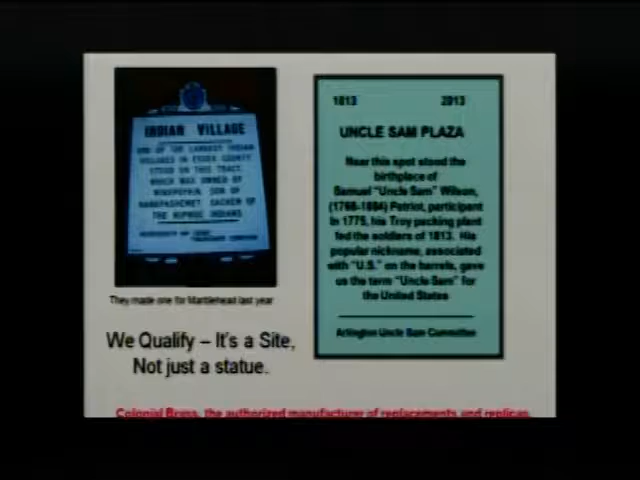 INDIAN VILLAGE
ONE OF THE LARGEST INDIAN
VILLAGES IN ESSEX COUNTY
STOOD ON THIS TRACT,
WHICH WAS OWNED BY
SON OF
NANEPASHEMET SACHEM OF
THE NIPMUC INDIANS
They made one for Marblehead last year
We Qualify – It's a Site,
Not just a statue.
1813 2013
UNCLE SAM PLAZA
Near this spot stood the
birthplace of
Samuel "Uncle Sam" Wilson,
Patriot, participant
in 1775, his Troy packing plant
fed the soldiers of 1813. His
popular nickname, associated
with "U.S." on the barrels, gave
us the term "Uncle Sam" for
the United States
Arlington Uncle Sam Committee
Colonial Brass, the authorized manufacturer of replacements and replicas.